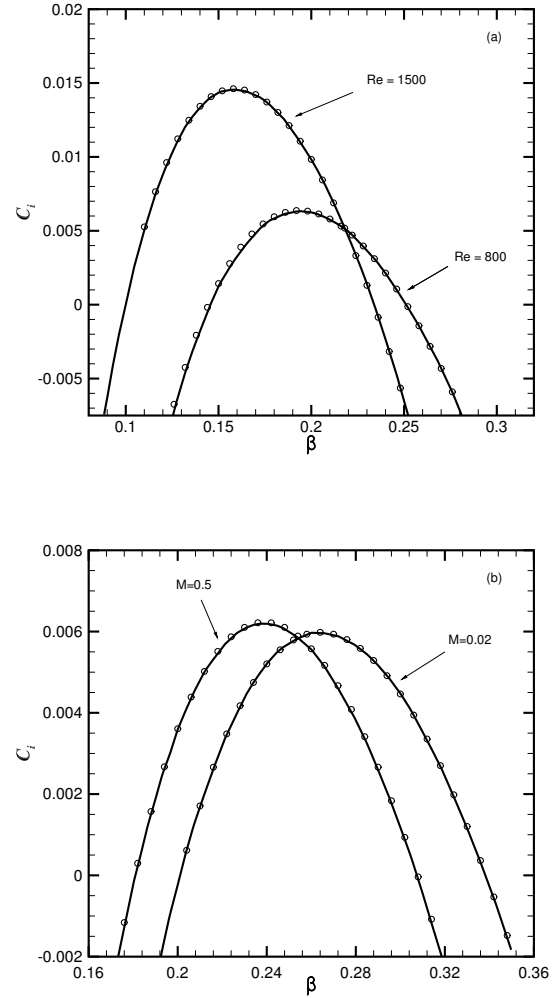 0.02
(a)
0.015
Re = 1500
0.01
C_i
0.005
Re = 800
0
-0.005
0.1 0.15 0.2 0.25 0.3
β
0.008
(b)
M=0.5
0.006
M=0.02
0.004
C_i
0.002
0
-0.002
0.16 0.2 0.24 0.28 0.32 0.36
β